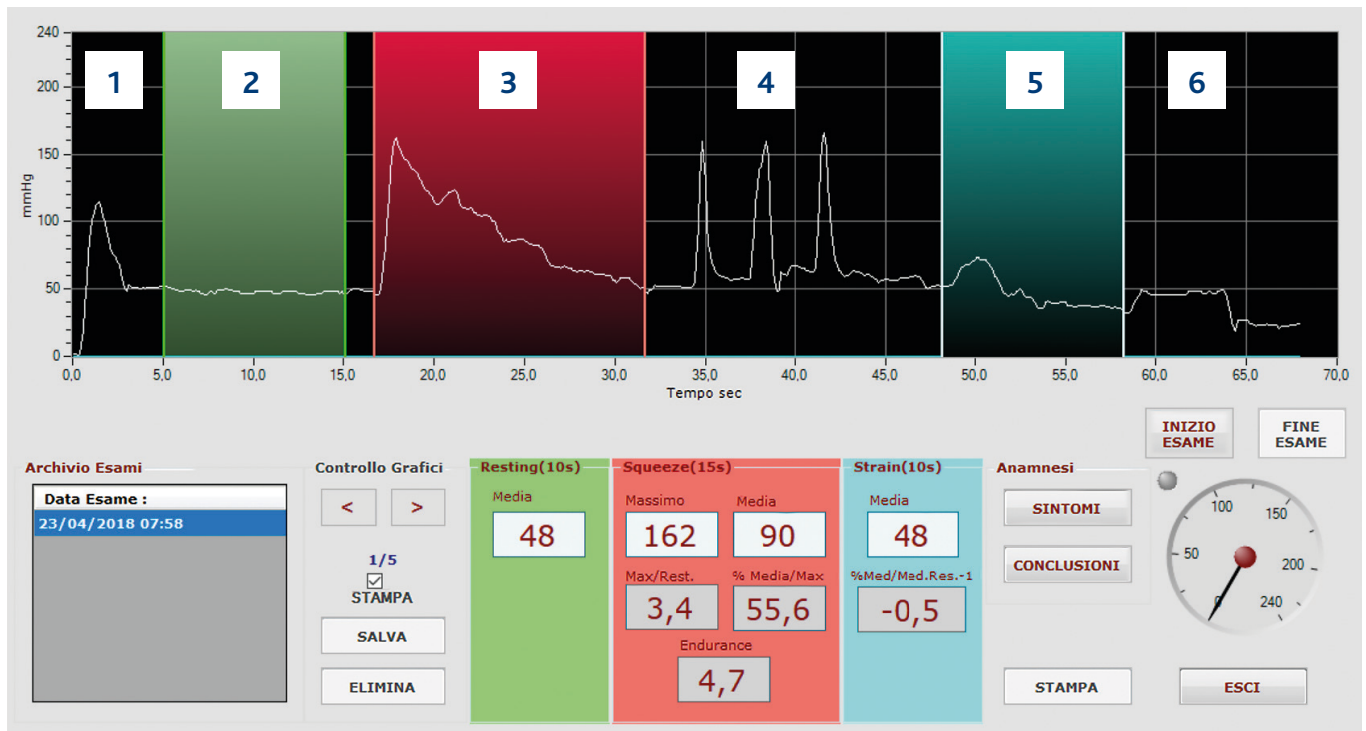 240
200
150
100
50
0
mmHg
1
2
3
4
5
6
0,0
5,0
10,0
15,0
20,0
25,0
30,0
35,0
40,0
45,0
50,0
55,0
60,0
65,0
70,0
Tempo sec
INIZIO
ESAME
FINE
ESAME
Archivio Esami
Data Esame :
23/04/2018 07:58
Controllo Grafici
<
>
1/5
STAMPA
SALVA
ELIMINA
Resting(10s)
Media
48
Squeeze(15s)
Massimo
Media
162
90
Max/Rest.
% Media/Max
3,4
55,6
Endurance
4,7
Strain(10s)
Media
48
%Med/Med.Res.-1
-0,5
Anamnesi
SINTOMI
CONCLUSIONI
0
50
100
150
200
240
STAMPA
ESCI